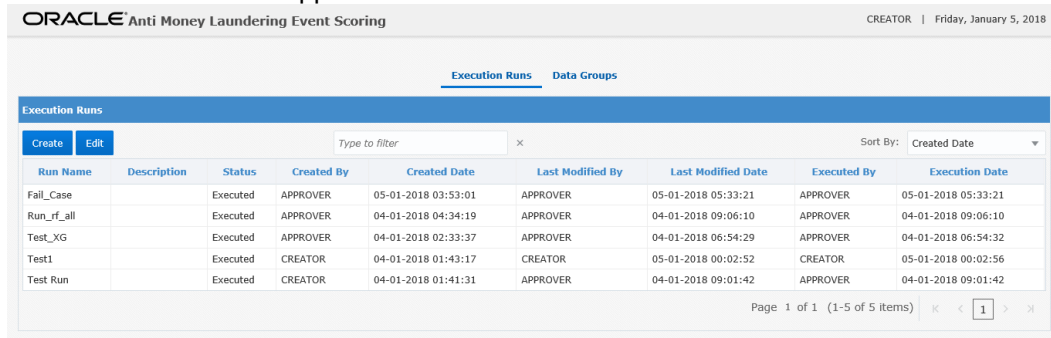 ORACLE Anti Money Laundering Event Scoring CREATOR | Friday, January 5, 2018
Execution Runs Data Groups
Execution Runs
Create Edit Type to filter × Sort By: Created Date
Run Name Description Status Created By Created Date Last Modified By Last Modified Date Executed By Execution Date
Fail_Case Executed APPROVER 05-01-2018 03:53:01 APPROVER 05-01-2018 05:33:21 APPROVER 05-01-2018 05:33:21
Run_rf_all Executed APPROVER 04-01-2018 04:34:19 APPROVER 04-01-2018 09:06:10 APPROVER 04-01-2018 09:06:10
Test_XG Executed APPROVER 04-01-2018 02:33:37 APPROVER 04-01-2018 06:54:29 APPROVER 04-01-2018 06:54:32
Test1 Executed CREATOR 04-01-2018 01:43:17 CREATOR 05-01-2018 00:02:52 CREATOR 05-01-2018 00:02:56
Test Run Executed CREATOR 04-01-2018 01:41:31 APPROVER 04-01-2018 09:01:42 APPROVER 04-01-2018 09:01:42
Page 1 of 1 (1-5 of 5 items) 1